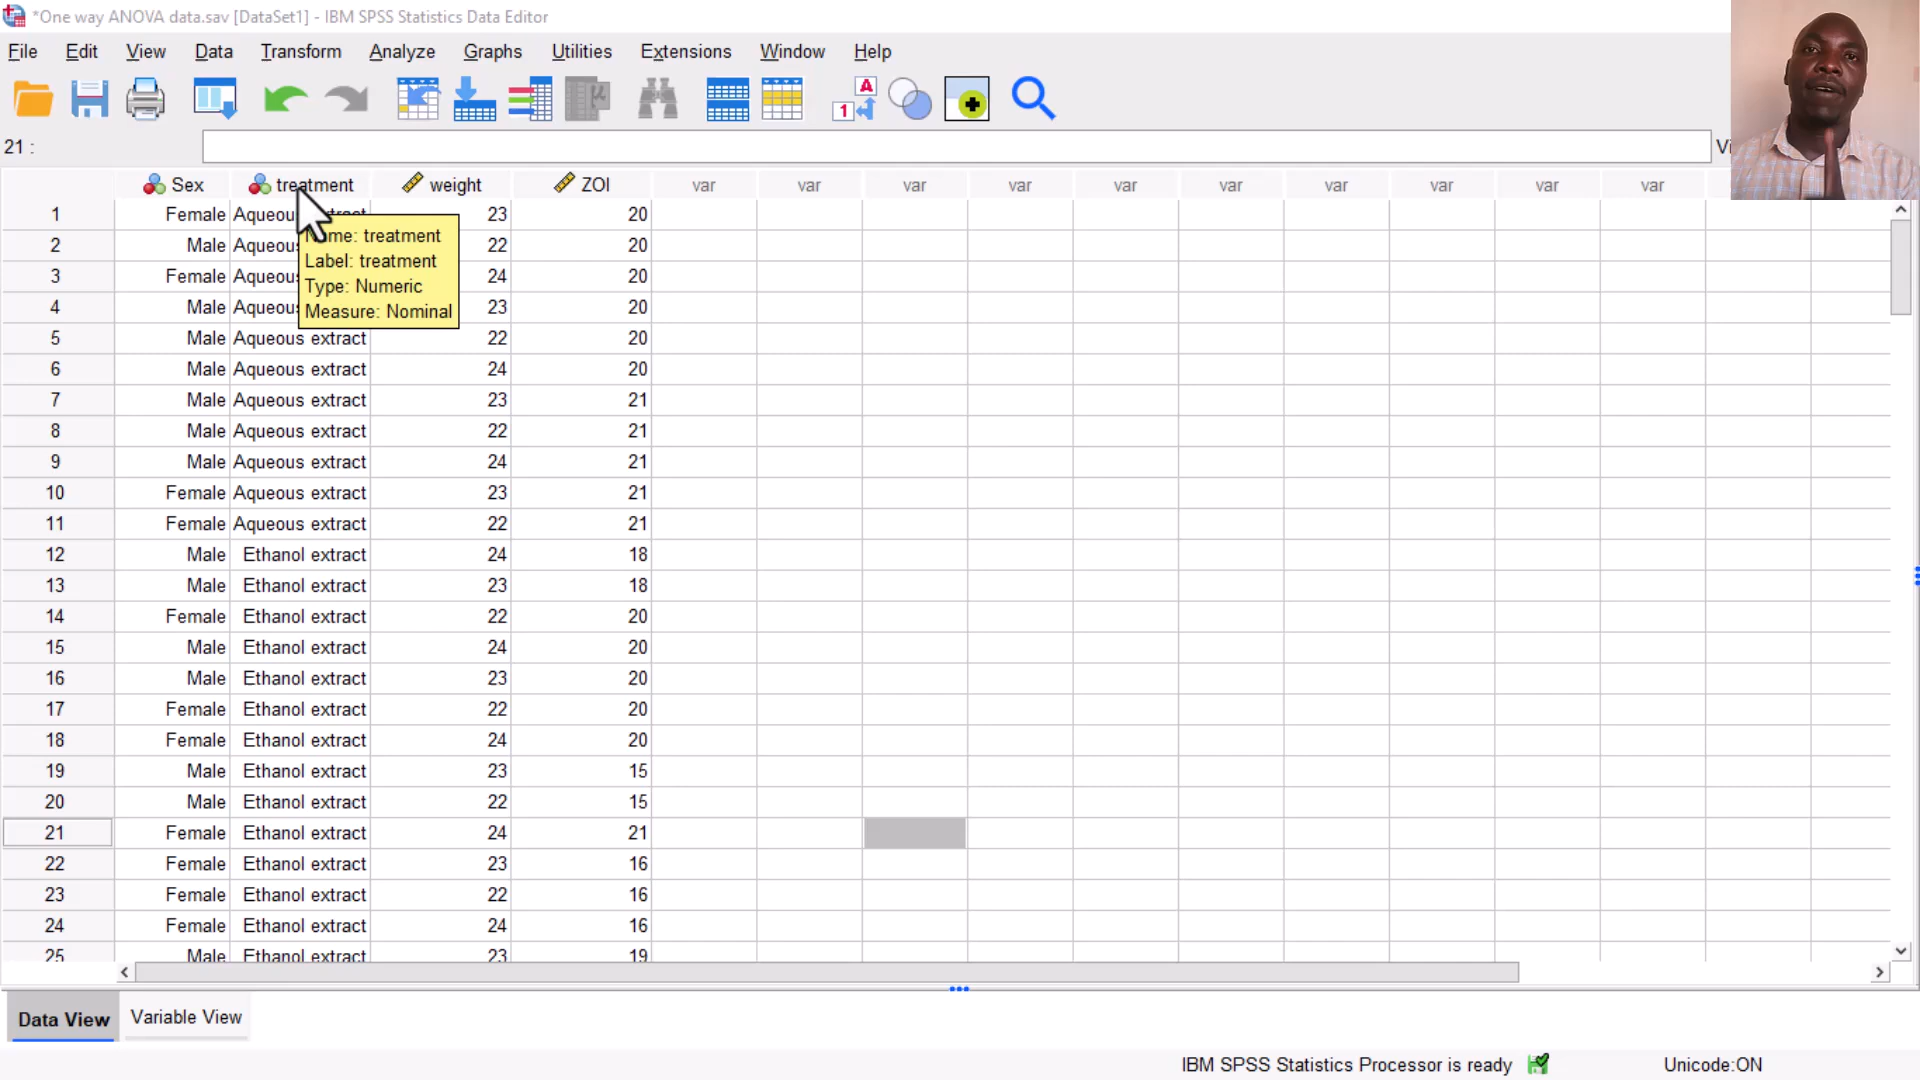 *One way ANOVA data.sav [DataSet1] - IBM SPSS Statistics Data Editor
File Edit View Data Transform Analyze Graphs Utilities Extensions Window Help
A
1
21 :
Sex treatment weight ZOI var var var var var var var var var var
1 Female Aqueous extract 23 20
2 Male Aqueous 22 20
3 Female Aqueous 24 20
4 Male Aqueous 23 20
Name: treatment
Label: treatment
Type: Numeric
Measure: Nominal
5 Male Aqueous extract 22 20
6 Male Aqueous extract 24 20
7 Male Aqueous extract 23 21
8 Male Aqueous extract 22 21
9 Male Aqueous extract 24 21
10 Female Aqueous extract 23 21
11 Female Aqueous extract 22 21
12 Male Ethanol extract 24 18
13 Male Ethanol extract 23 18
14 Female Ethanol extract 22 20
15 Male Ethanol extract 24 20
16 Male Ethanol extract 23 20
17 Female Ethanol extract 22 20
18 Female Ethanol extract 24 20
19 Male Ethanol extract 23 15
20 Male Ethanol extract 22 15
21 Female Ethanol extract 24 21
22 Female Ethanol extract 23 16
23 Female Ethanol extract 22 16
24 Female Ethanol extract 24 16
25 Male Ethanol extract 23 19
Data View Variable View
IBM SPSS Statistics Processor is ready Unicode:ON